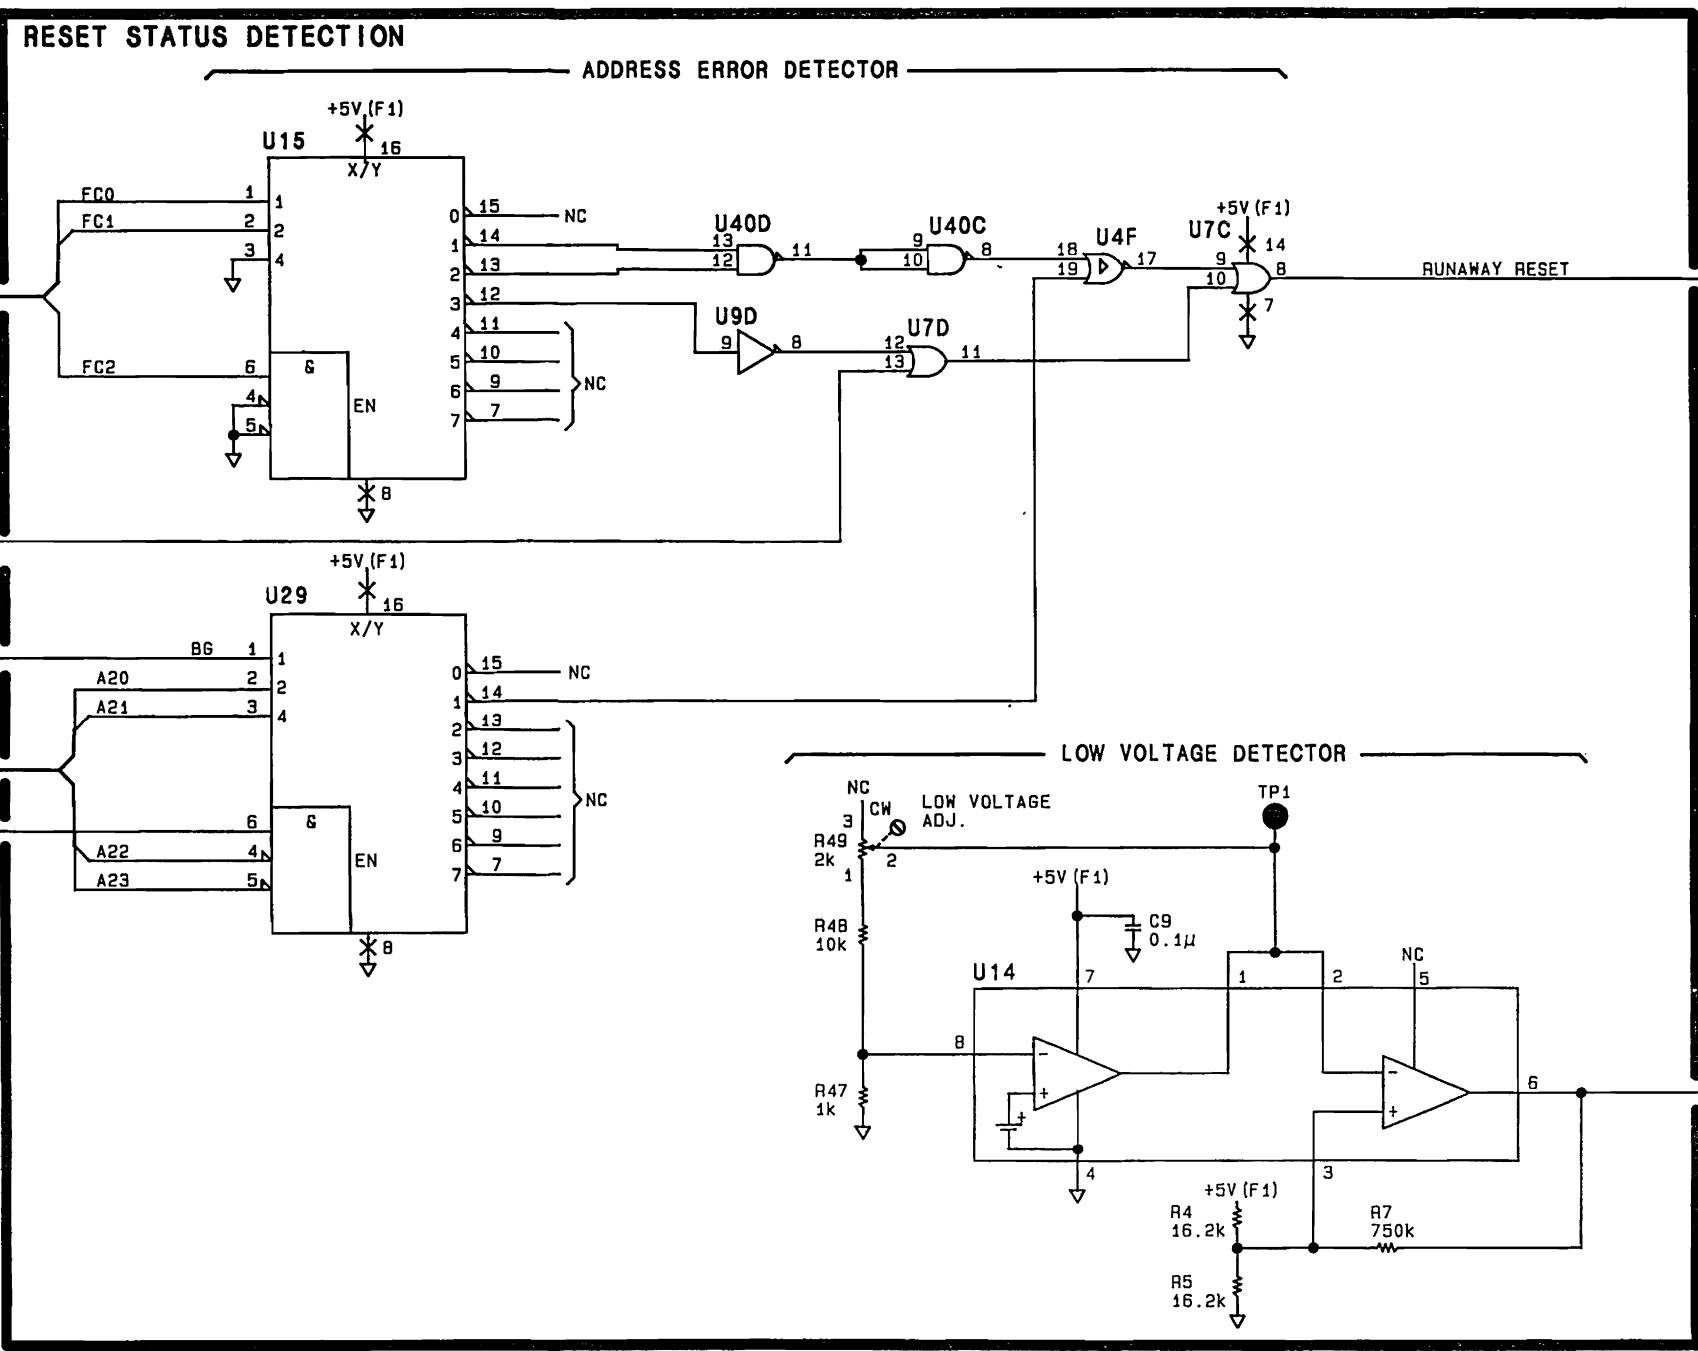 RESET STATUS DETECTION
ADDRESS ERROR DETECTOR
+5V (F1)
U15
16
X/Y
FC0 1 1
FC1 2 2
3 4
FC2 6
&
4
5
EN
8
0 15 NC
1 14
2 13
3 12
4 11
5 10
6 9
7 7
NC
U40D
13
12
11
U40C
9
10
8
U4F
18
19
17
+5V (F1)
U7C
14
9
10
8
7
RUNAWAY RESET
U9D
9
8
U7D
12
13
11
+5V (F1)
U29
16
X/Y
BG 1 1
A20 2 2
A21 3 4
6
&
A22 4
A23 5
EN
8
0 15 NC
1 14
2 13
3 12
4 11
5 10
6 9
7 7
NC
LOW VOLTAGE DETECTOR
NC
3
CW
LOW VOLTAGE
ADJ.
R49
2k
2
1
TP1
+5V (F1)
C9
0.1μ
R48
10k
U14
7
1
2
NC
5
8
-
+
+
-
+
6
R47
1k
4
3
+5V (F1)
R4
16.2k
R7
750k
R5
16.2k